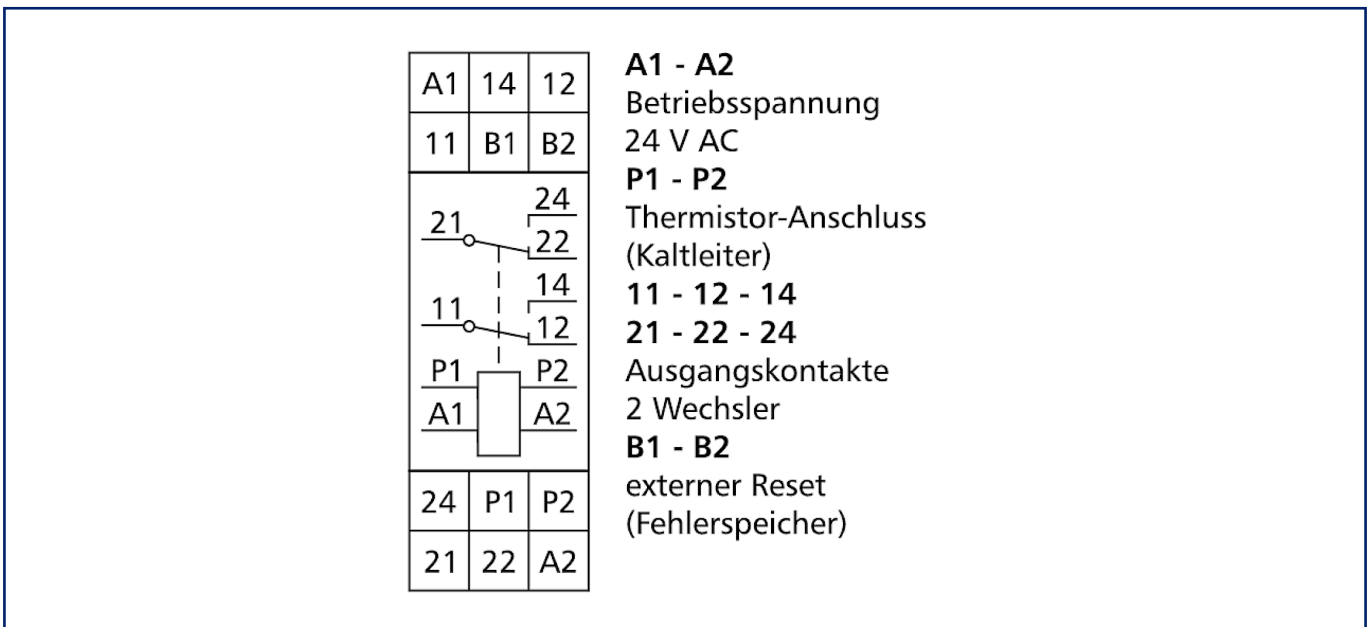 A1 14 12
11 B1 B2
24
21
22
14
11
12
P1 P2
A1 A2
24 P1 P2
21 22 A2
A1 - A2
Betriebsspannung
24 V AC
P1 - P2
Thermistor-Anschluss
(Kaltleiter)
11 - 12 - 14
21 - 22 - 24
Ausgangskontakte
2 Wechsler
B1 - B2
externer Reset
(Fehlerspeicher)